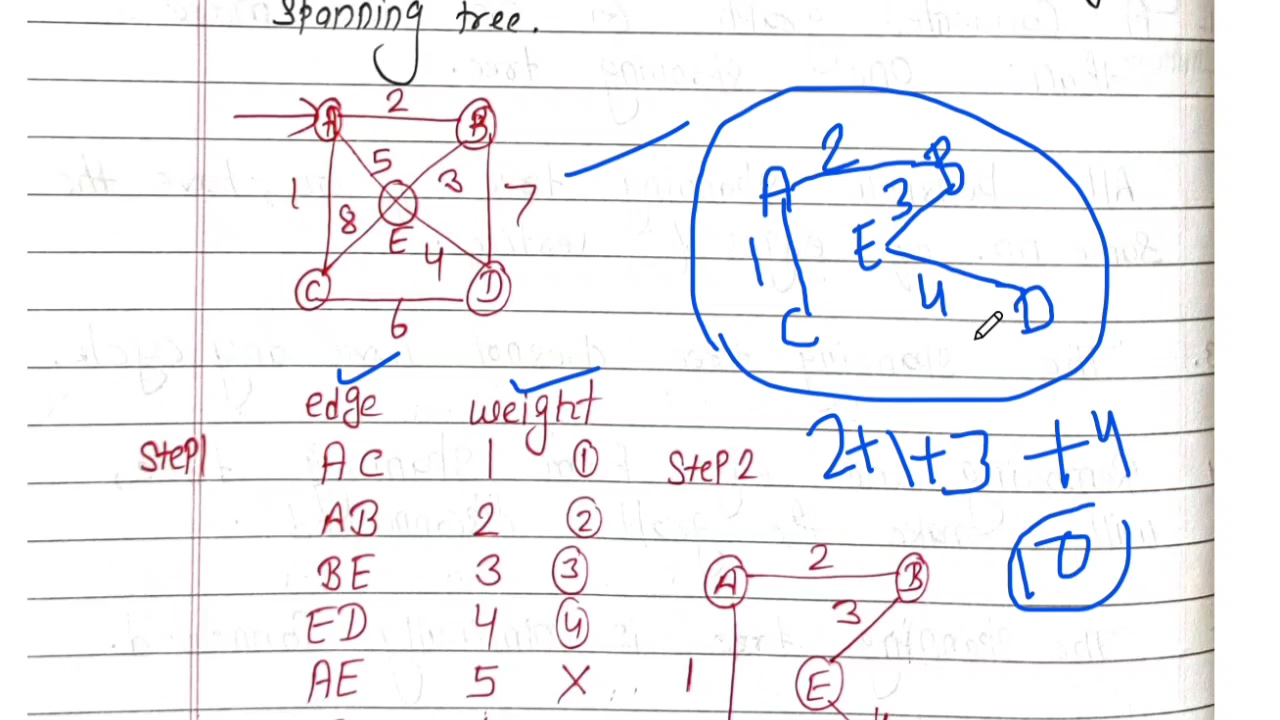 Spanning tree.
A 2 B
5
1 3 7
8
E 4
C D
6
A 2 B
3
E
1 4
C D
edge weight
2+1+3+4
10
Step1 AC 1 ① Step 2
AB 2 ②
BE 3 ③
ED 4 ④
AE 5 X
A 2 B
3
1 E